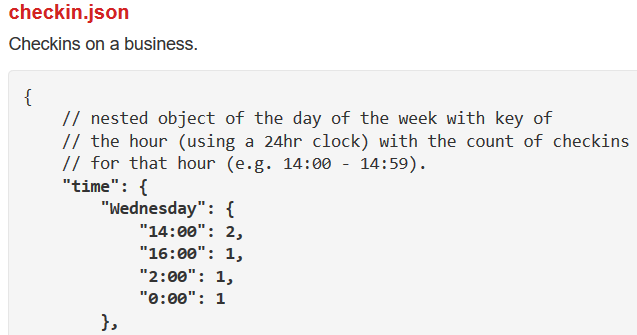 checkin.json
Checkins on a business.
{
    // nested object of the day of the week with key of
    // the hour (using a 24hr clock) with the count of checkins
    // for that hour (e.g. 14:00 - 14:59).
    "time": {
        "Wednesday": {
            "14:00": 2,
            "16:00": 1,
            "2:00": 1,
            "0:00": 1
        },